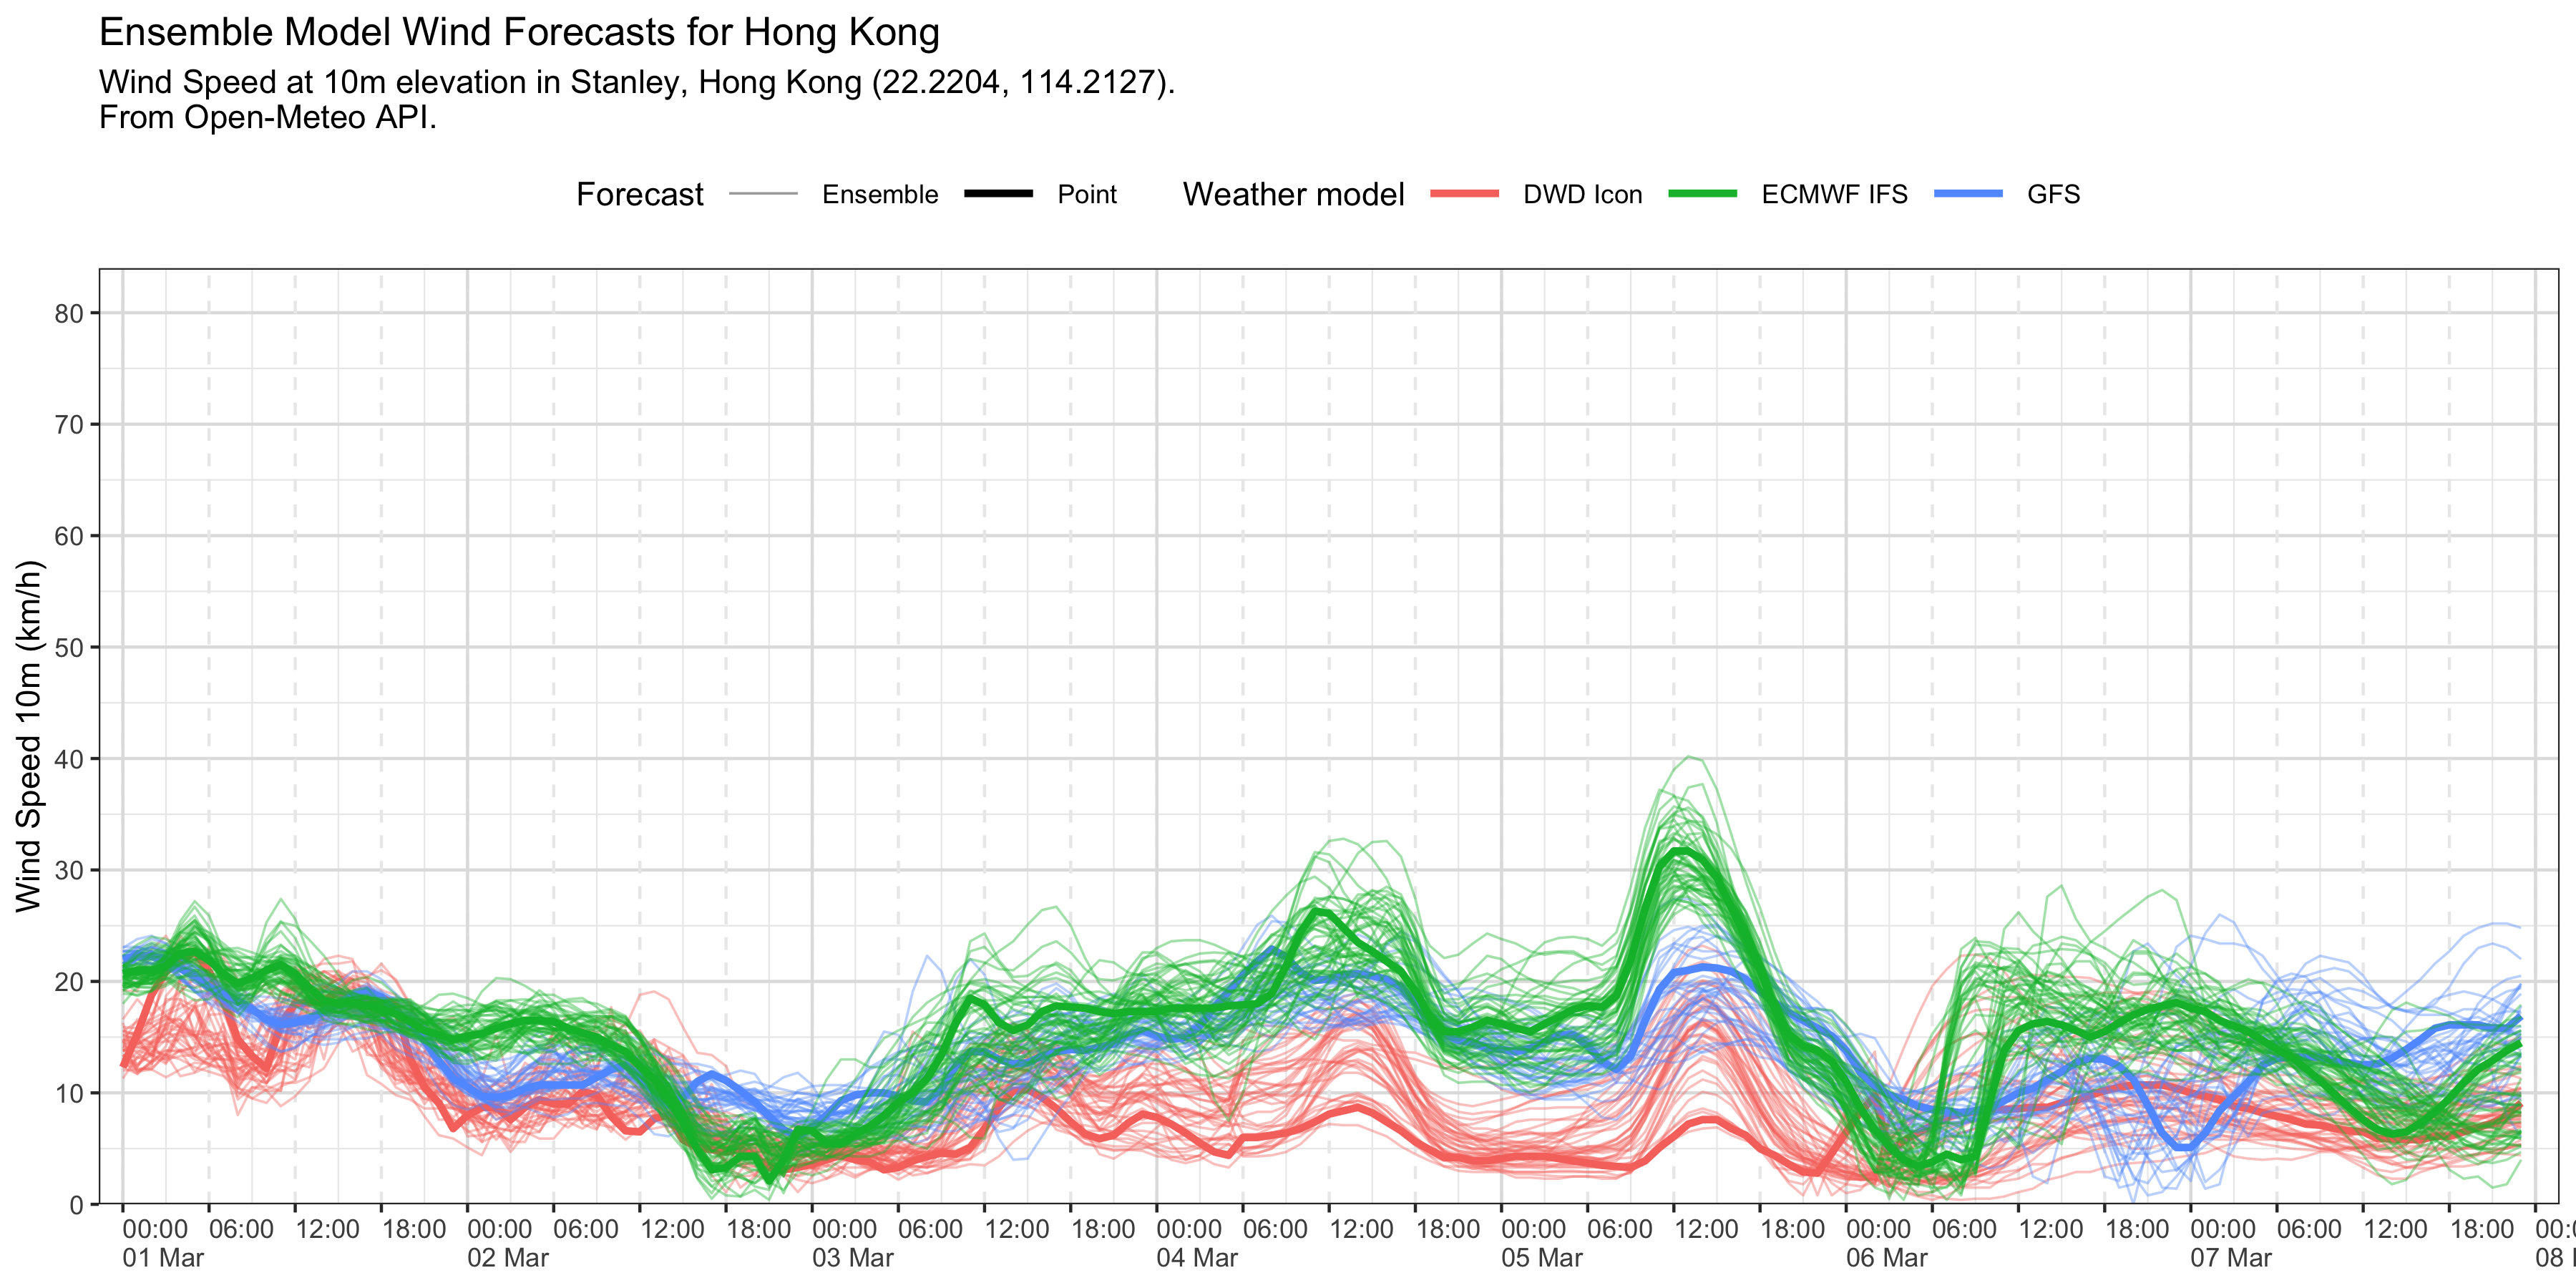 Ensemble Model Wind Forecasts for Hong Kong
Wind Speed at 10m elevation in Stanley, Hong Kong (22.2204, 114.2127).
From Open-Meteo API.
Forecast Ensemble Point Weather model DWD Icon ECMWF IFS GFS
Wind Speed 10m (km/h)
80
70
60
50
40
30
20
10
0
00:00 06:00 12:00 18:00 00:00 06:00 12:00 18:00 00:00 06:00 12:00 18:00 00:00 06:00 12:00 18:00 00:00 06:00 12:00 18:00 00:00 06:00 12:00 18:00 00:00 06:00 12:00 18:00
01 Mar 02 Mar 03 Mar 04 Mar 05 Mar 06 Mar 07 Mar 08